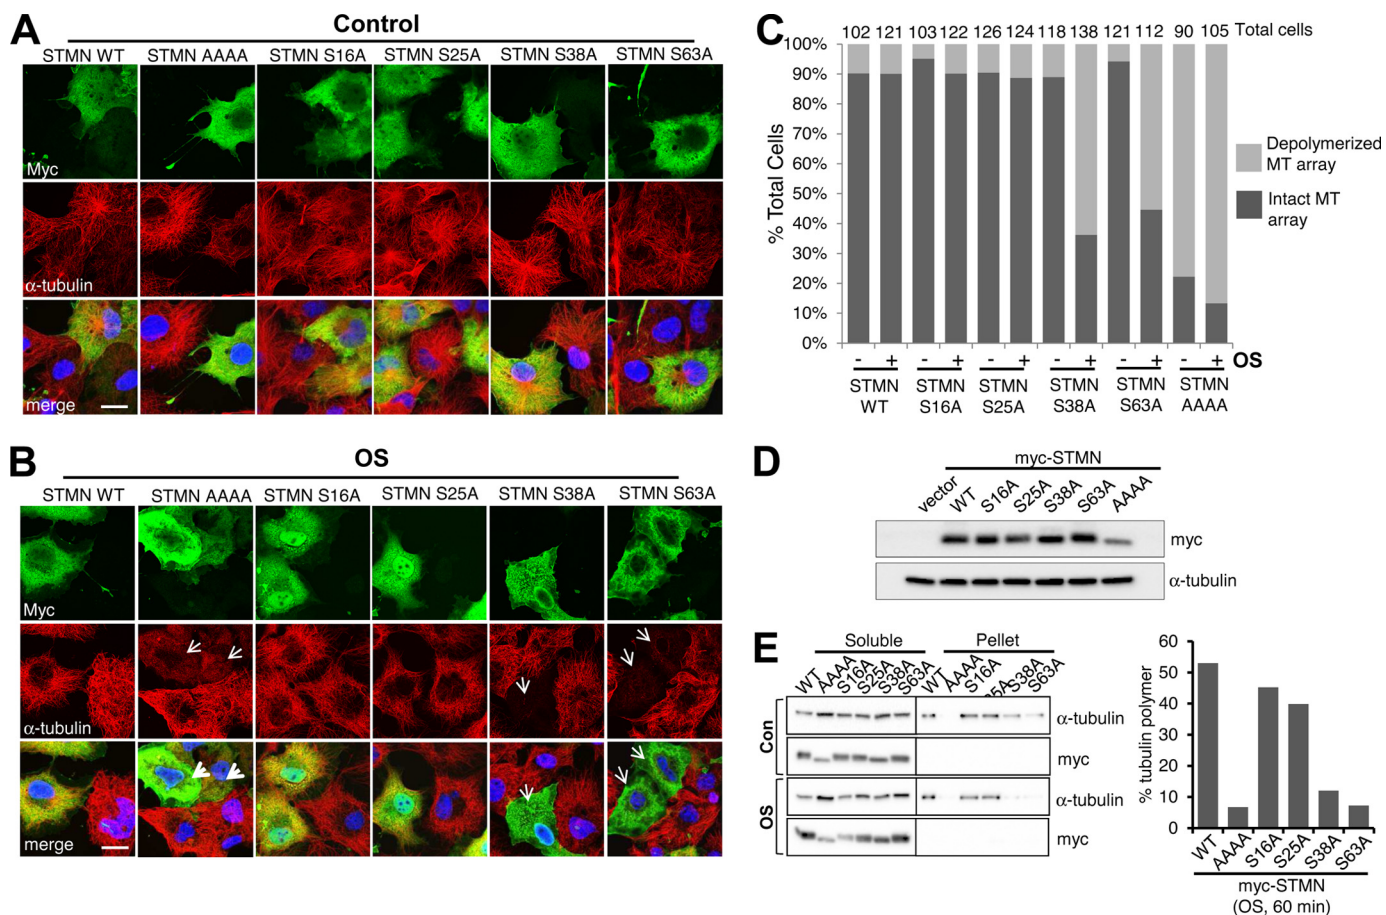 A
Control
STMN WT STMN AAAA STMN S16A STMN S25A STMN S38A STMN S63A
Myc
α-tubulin
merge
B
OS
STMN WT STMN AAAA STMN S16A STMN S25A STMN S38A STMN S63A
Myc
α-tubulin
merge
C
102 121 103 122 126 124 118 138 121 112 90 105 Total cells
100%
90%
80%
70%
60%
50%
40%
30%
20%
10%
0%
% Total Cells
Depolymerized
MT array
Intact MT
array
- + - + - + - + - + - + OS
STMN STMN STMN STMN STMN STMN
WT S16A S25A S38A S63A AAAA
D
myc-STMN
vector WT S16A S25A S38A S63A AAAA
myc
α-tubulin
E
Soluble Pellet
WT AAAA S16A S25A S38A S63A WT AAAA S16A 25A S38A S63A
Con
α-tubulin
myc
OS
α-tubulin
myc
60
50
40
30
20
10
0
% tubulin polymer
WT AAAA S16A S25A S38A S63A
myc-STMN
(OS, 60 min)